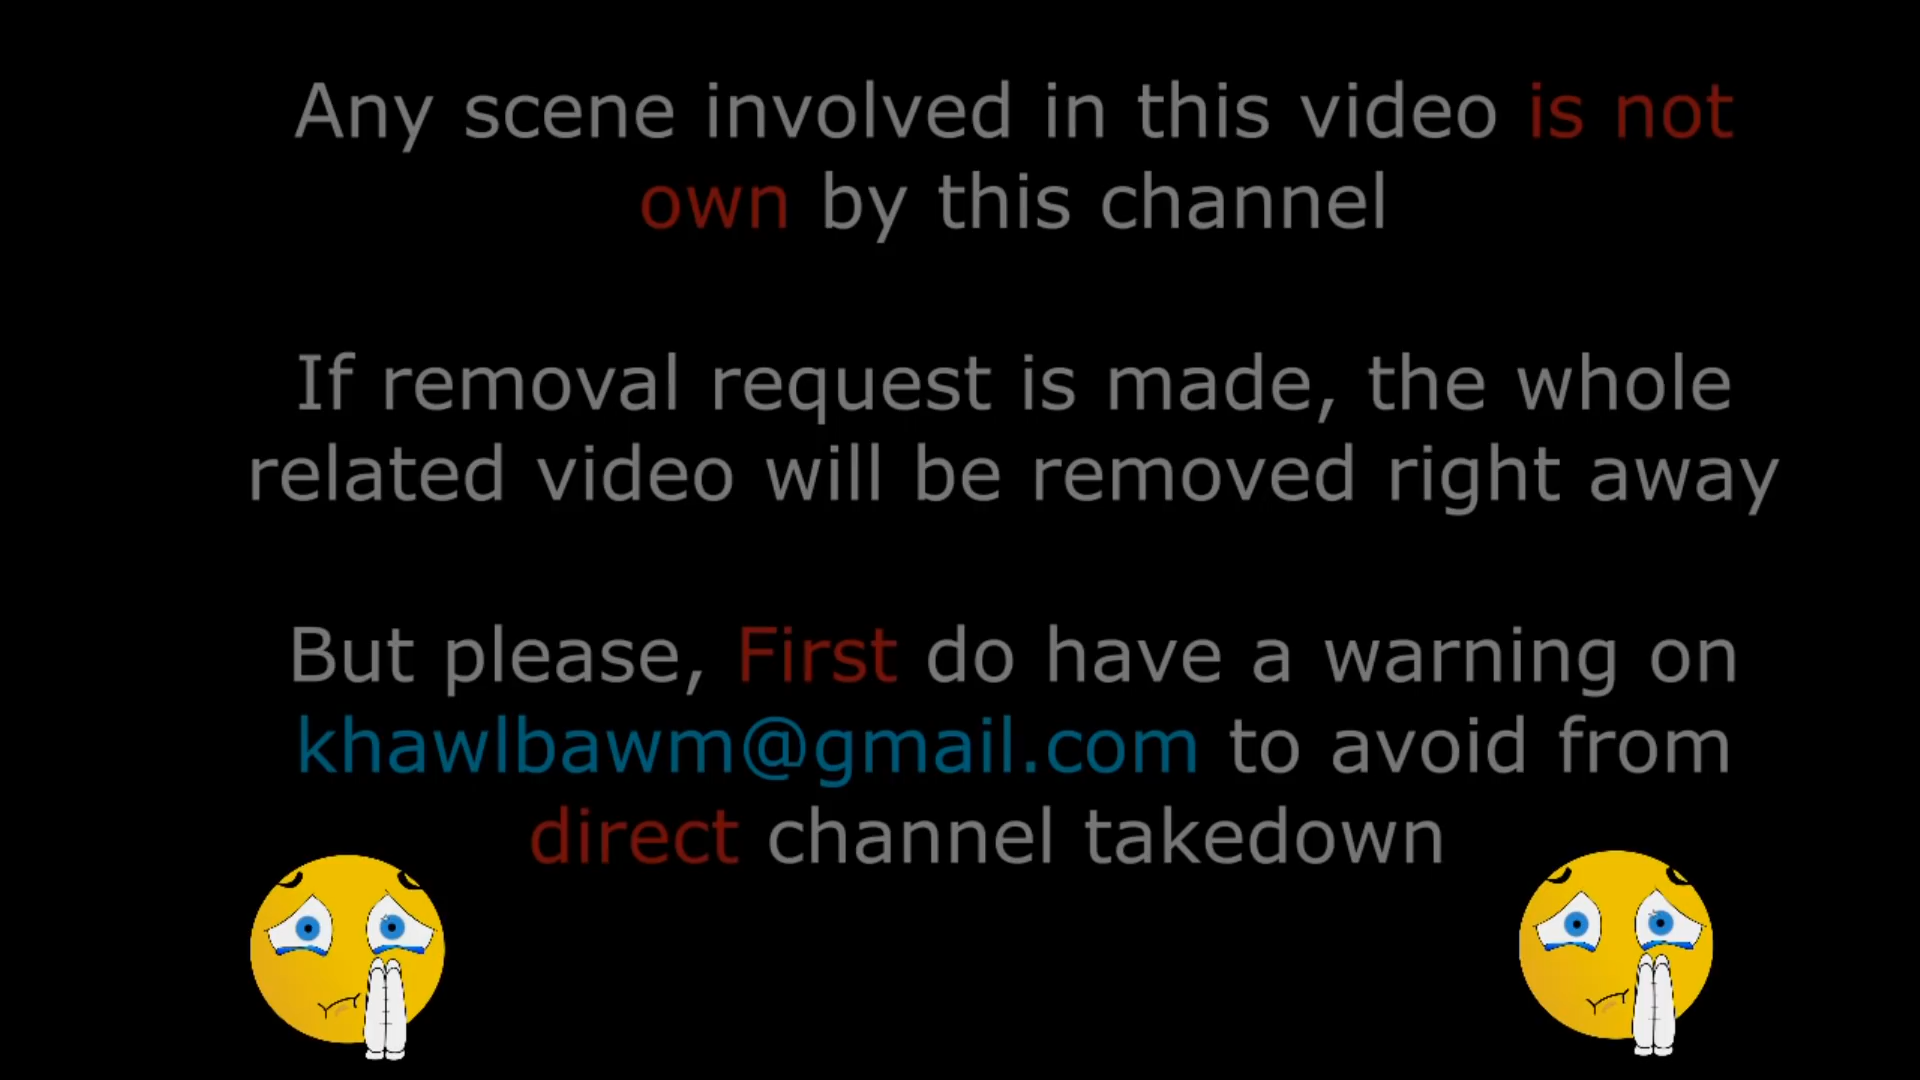 Any scene involved in this video is not
own by this channel
If removal request is made, the whole
related video will be removed right away
But please, First do have a warning on
khawlbawm@gmail.com to avoid from
direct channel takedown